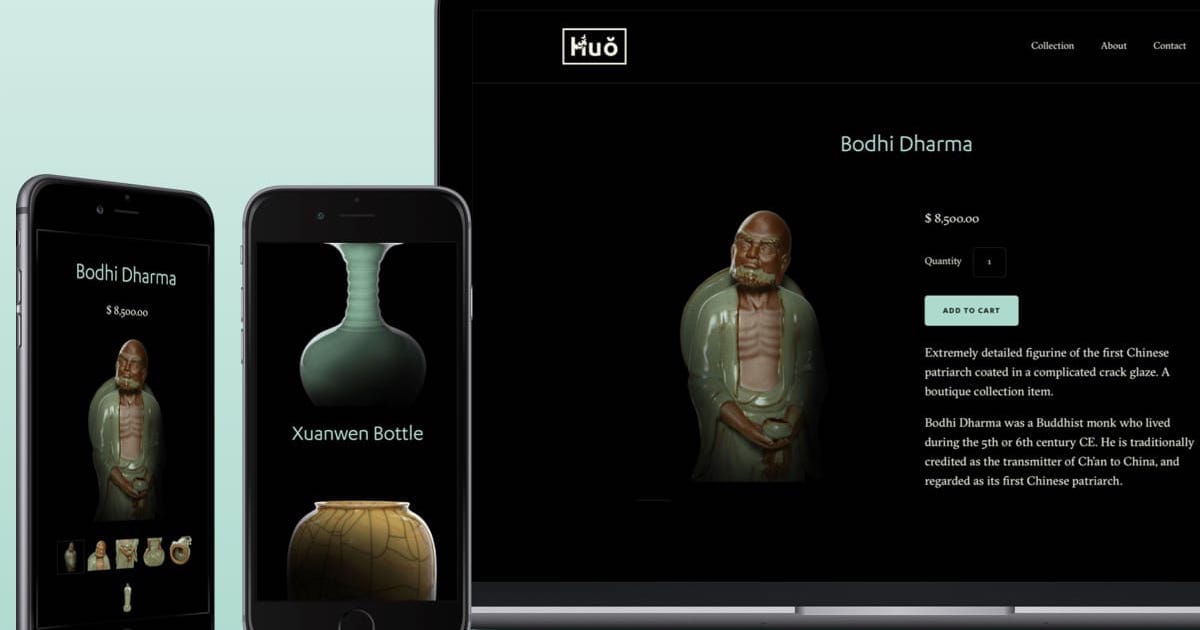 Bodhi Dharma
$ 8,500.00
Xuanwen Bottle
Huǒ
Collection
About
Contact
Bodhi Dharma
$ 8,500.00
Quantity
1
ADD TO CART
Extremely detailed figurine of the first Chinese
patriarch coated in a complicated crack glaze. A
boutique collection item.
Bodhi Dharma was a Buddhist monk who lived
during the 5th or 6th century CE. He is traditionally
credited as the transmitter of Ch'an to China, and
regarded as its first Chinese patriarch.